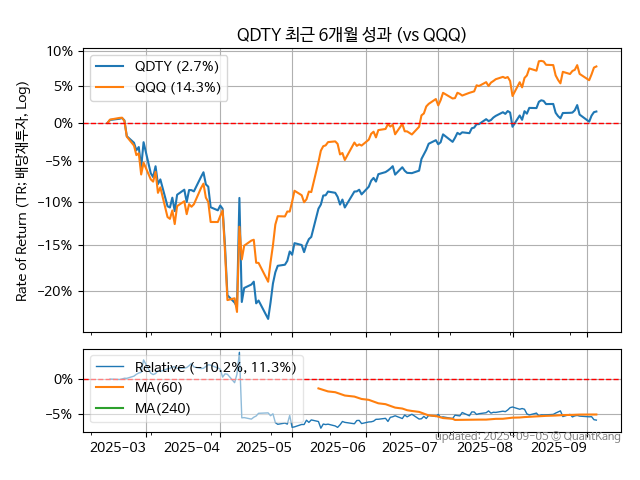 QDTY 최근 6개월 성과 (vs QQQ)
Rate of Return (TR: 배당재투자, Log)
10%
5%
0%
−5%
−10%
−15%
−20%
QDTY (2.7%)
QQQ (14.3%)
0%
−5%
Relative (−10.2%, 11.3%)
MA(60)
MA(240)
2025-03
2025-04
2025-05
2025-06
2025-07
2025-08
2025-09
updated: 2025-09-05 © QuantKang